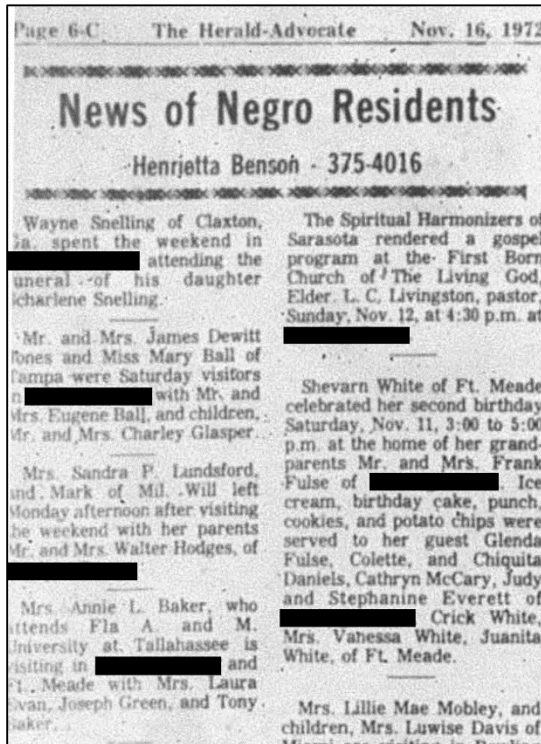 Page 6-C The Herald-Advocate Nov. 16, 1972
News of Negro Residents
Henrietta Benson - 375-4016
Wayne Snelling of Claxton,
Ga. spent the weekend in
attending the
funeral of his daughter
Scharlene Snelling.
Mr. and Mrs. James Dewitt
Jones and Miss Mary Ball of
Tampa were Saturday visitors
in with Mr. and
Mrs. Eugene Ball, and children,
Mr. and Mrs. Charley Glasper.
Mrs. Sandra P. Lundsford,
and Mark of Mil. Will left
Monday afternoon after visiting
the weekend with her parents
Mr. and Mrs. Walter Hodges, of
Mrs. Annie L. Baker, who
attends Fla A. and M.
University at Tallahassee is
visiting in and
Ft. Meade with Mrs. Laura
Evan, Joseph Green, and Tony
Baker.
The Spiritual Harmonizers of
Sarasota rendered a gospel
program at the First Born
Church of The Living God,
Elder. L. C. Livingston, pastor,
Sunday, Nov. 12, at 4:30 p.m. at
Shevarn White of Ft. Meade
celebrated her second birthday
Saturday, Nov. 11, 3:00 to 5:00
p.m. at the home of her grand-
parents Mr. and Mrs. Frank
Fulse of . Ice
cream, birthday cake, punch,
cookies, and potato chips were
served to her guest Glenda
Fulse, Colette, and Chiquita
Daniels, Cathryn McCary, Judy
and Stephanine Everett of
Crick White,
Mrs. Vanessa White, Juanita
White, of Ft. Meade.
Mrs. Lillie Mae Mobley, and
children, Mrs. Luwise Davis of